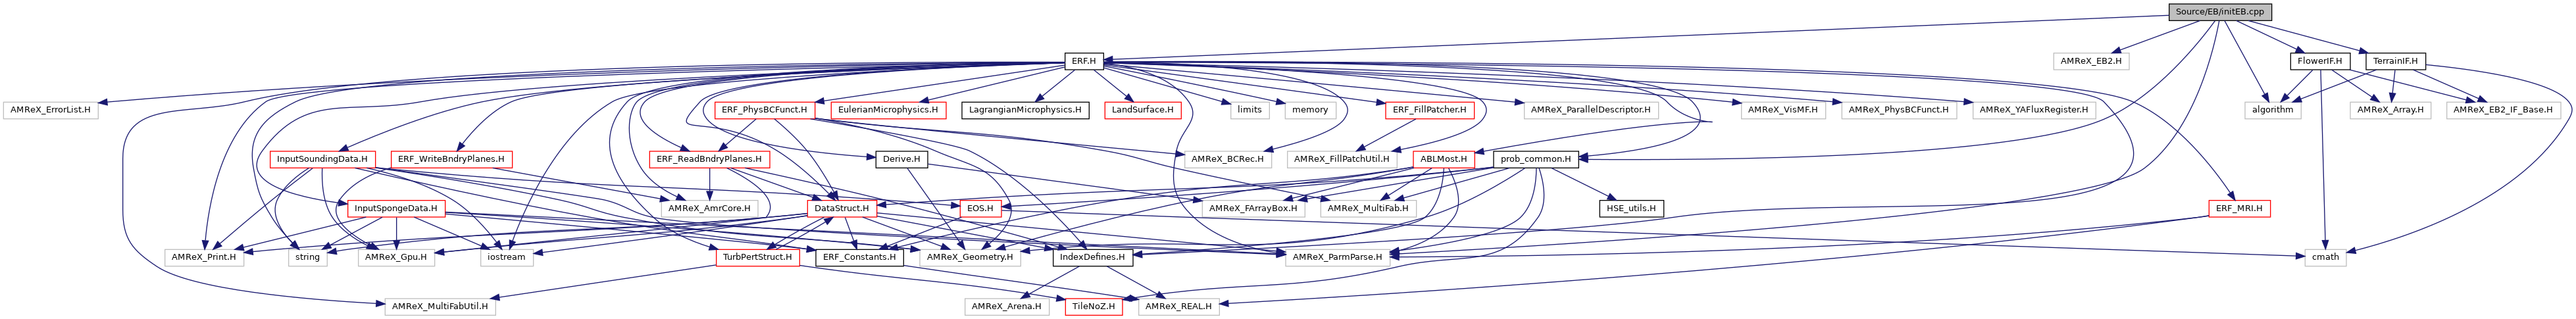 Source/EB/initEB.cpp
ERF.H
AMReX_EB2.H
FlowerIF.H
TerrainIF.H
AMReX_ErrorList.H
ERF_PhysBCFunct.H
EulerianMicrophysics.H
LagrangianMicrophysics.H
LandSurface.H
limits
memory
ERF_FillPatcher.H
AMReX_ParallelDescriptor.H
AMReX_VisMF.H
AMReX_PhysBCFunct.H
AMReX_YAFluxRegister.H
algorithm
AMReX_Array.H
AMReX_EB2_IF_Base.H
InputSoundingData.H
ERF_WriteBndryPlanes.H
ERF_ReadBndryPlanes.H
Derive.H
AMReX_BCRec.H
AMReX_FillPatchUtil.H
ABLMost.H
prob_common.H
InputSpongeData.H
AMReX_AmrCore.H
DataStruct.H
EOS.H
AMReX_FArrayBox.H
AMReX_MultiFab.H
HSE_utils.H
ERF_MRI.H
AMReX_Print.H
string
AMReX_Gpu.H
iostream
TurbPertStruct.H
ERF_Constants.H
AMReX_Geometry.H
IndexDefines.H
AMReX_ParmParse.H
cmath
AMReX_MultiFabUtil.H
AMReX_Arena.H
TileNoZ.H
AMReX_REAL.H